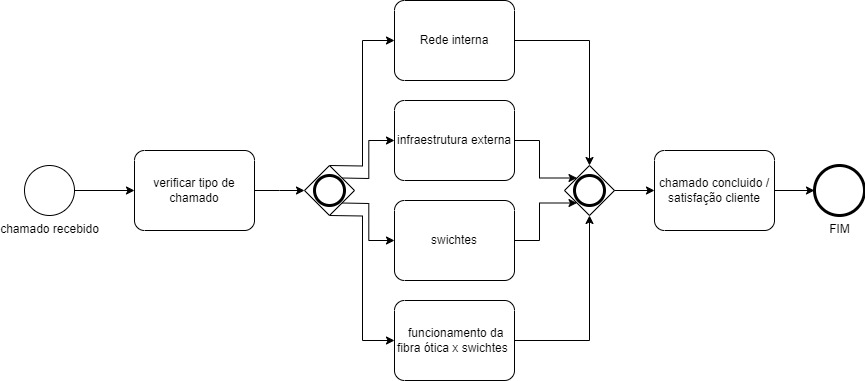 Rede interna
infraestrutura externa
verificar tipo de
chamado
chamado concluido /
satisfação cliente
chamado recebido
FIM
swichtes
funcionamento da
fibra ótica x swichtes